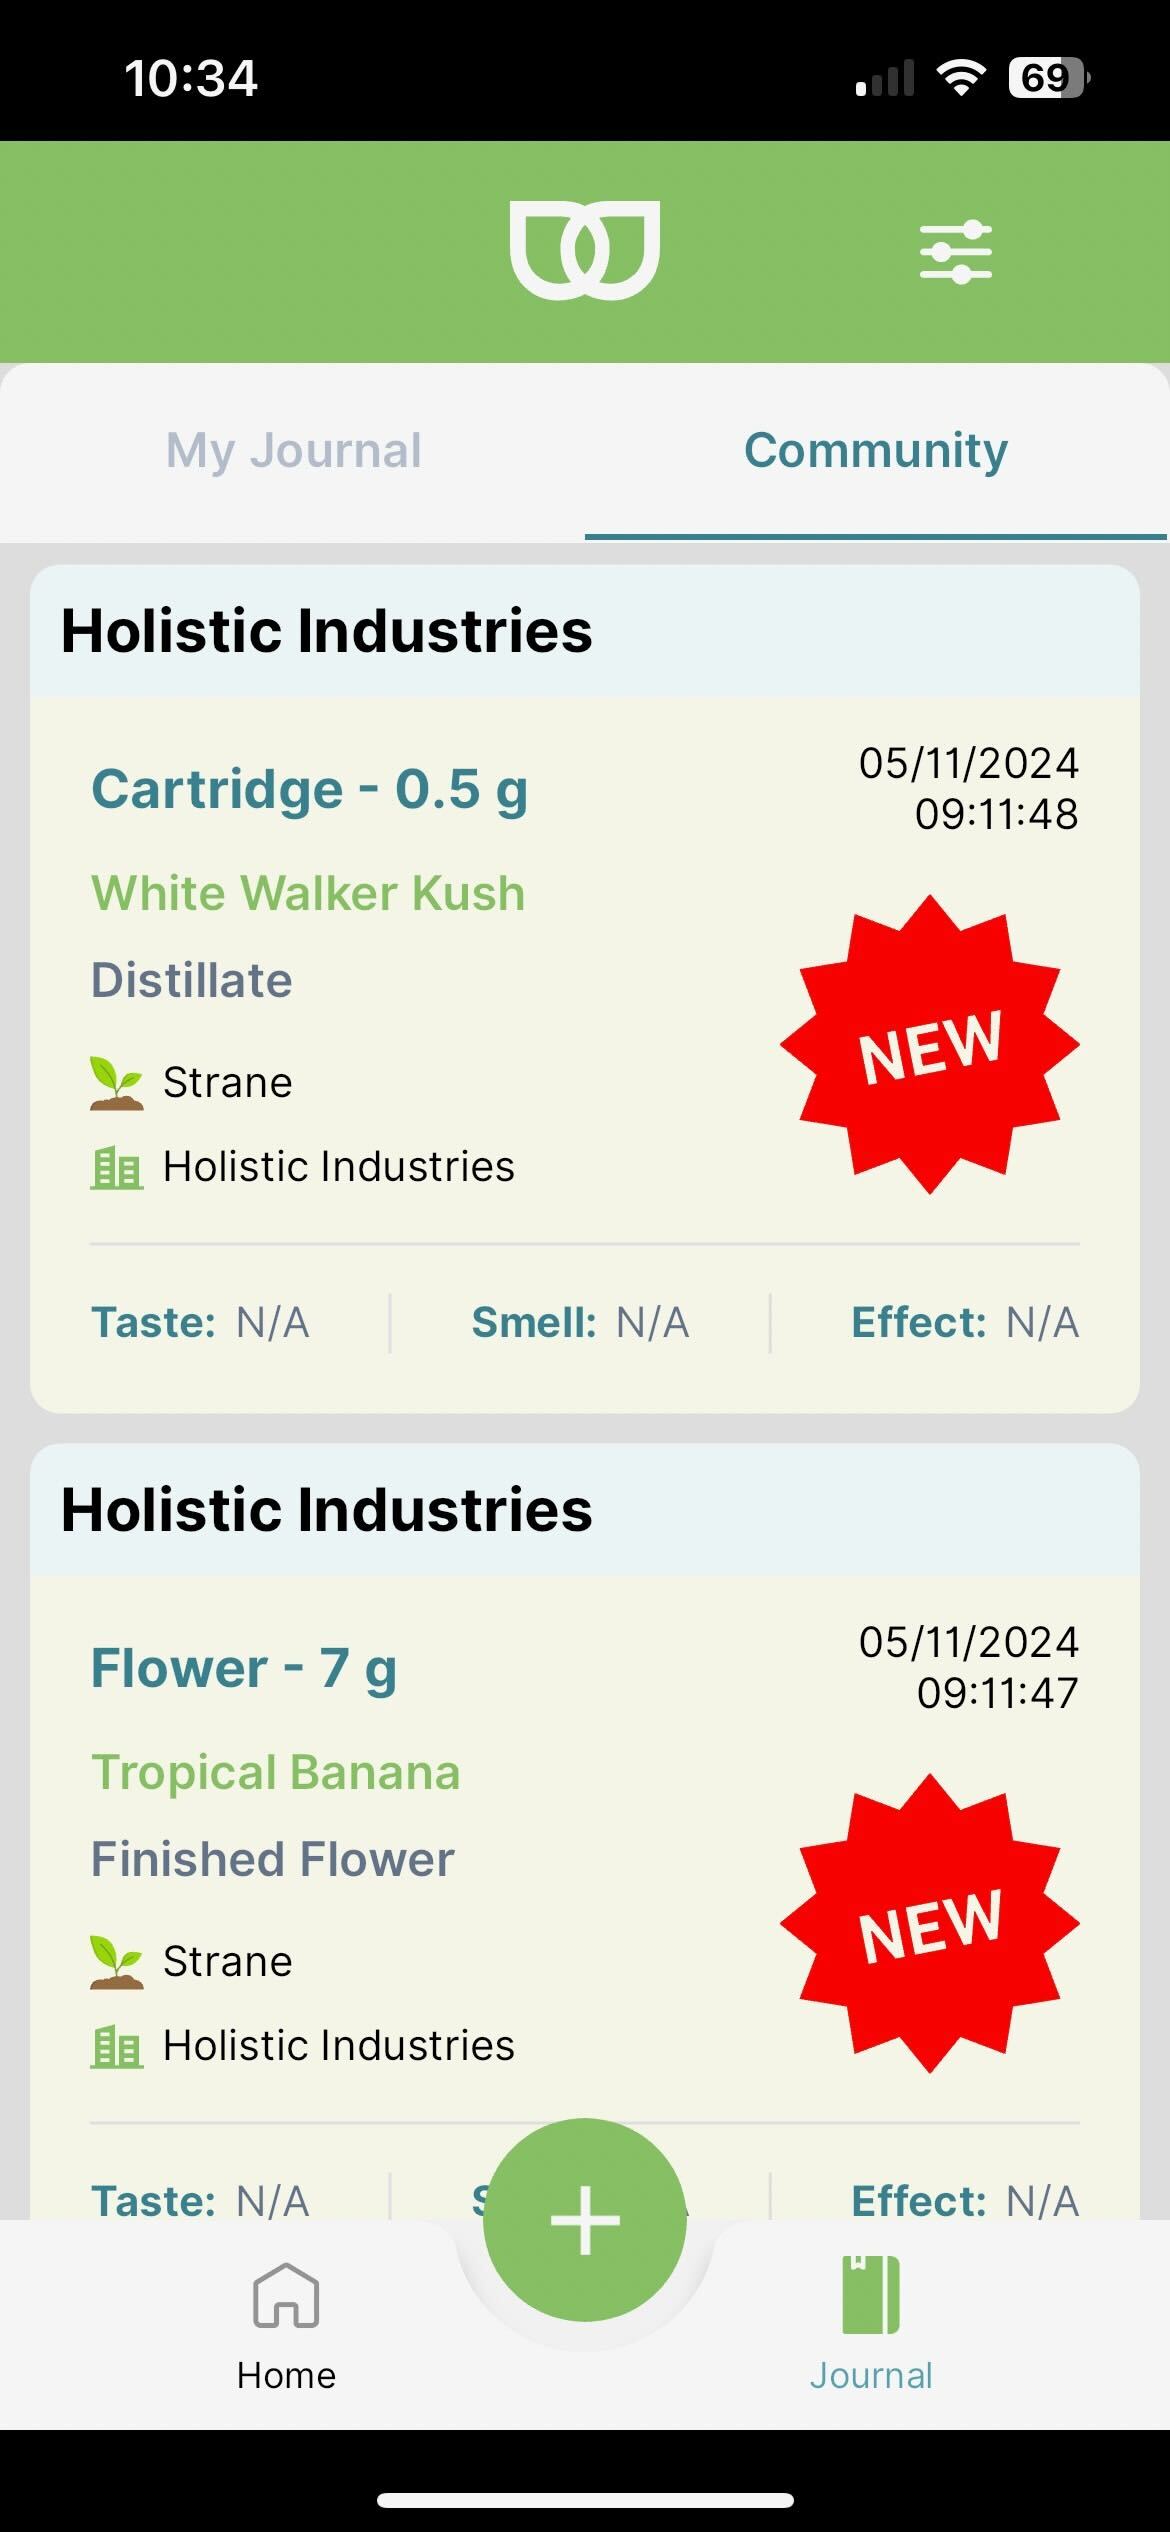 10:34
69
My Journal
Community
Holistic Industries
Cartridge - 0.5 g
05/11/2024
09:11:48
White Walker Kush
Distillate
NEW
Strane
Holistic Industries
Taste: N/A
Smell: N/A
Effect: N/A
Holistic Industries
Flower - 7 g
05/11/2024
09:11:47
Tropical Banana
Finished Flower
NEW
Strane
Holistic Industries
Taste: N/A
Effect: N/A
Home
Journal